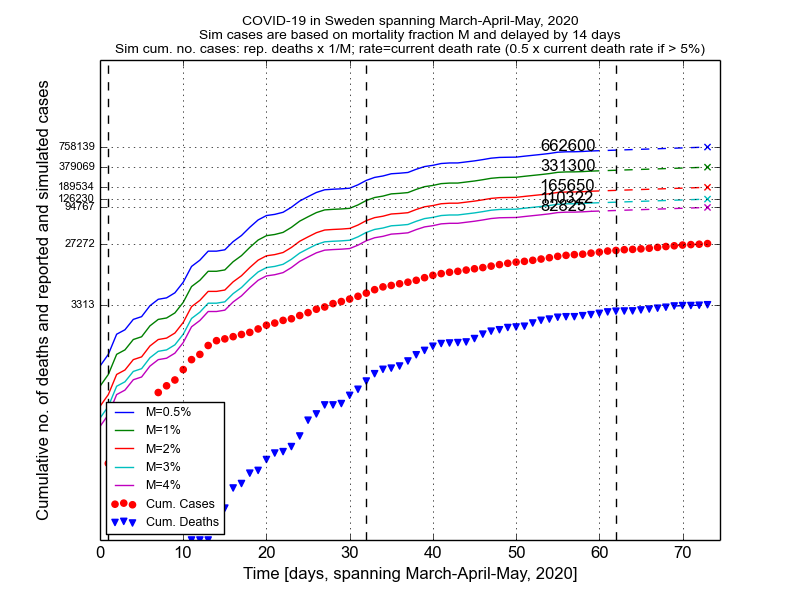 COVID-19 in Sweden spanning March-April-May, 2020
Sim cases are based on mortality fraction M and delayed by 14 days
Sim cum. no. cases: rep. deaths x 1/M; rate=current death rate (0.5 x current death rate if > 5%)
Cumulative no. of deaths and reported and simulated cases
758139
379069
189534
126230
94767
27272
3313
662600
331300
165650
110322
82825
M=0.5%
M=1%
M=2%
M=3%
M=4%
Cum. Cases
Cum. Deaths
0 10 20 30 40 50 60 70
Time [days, spanning March-April-May, 2020]